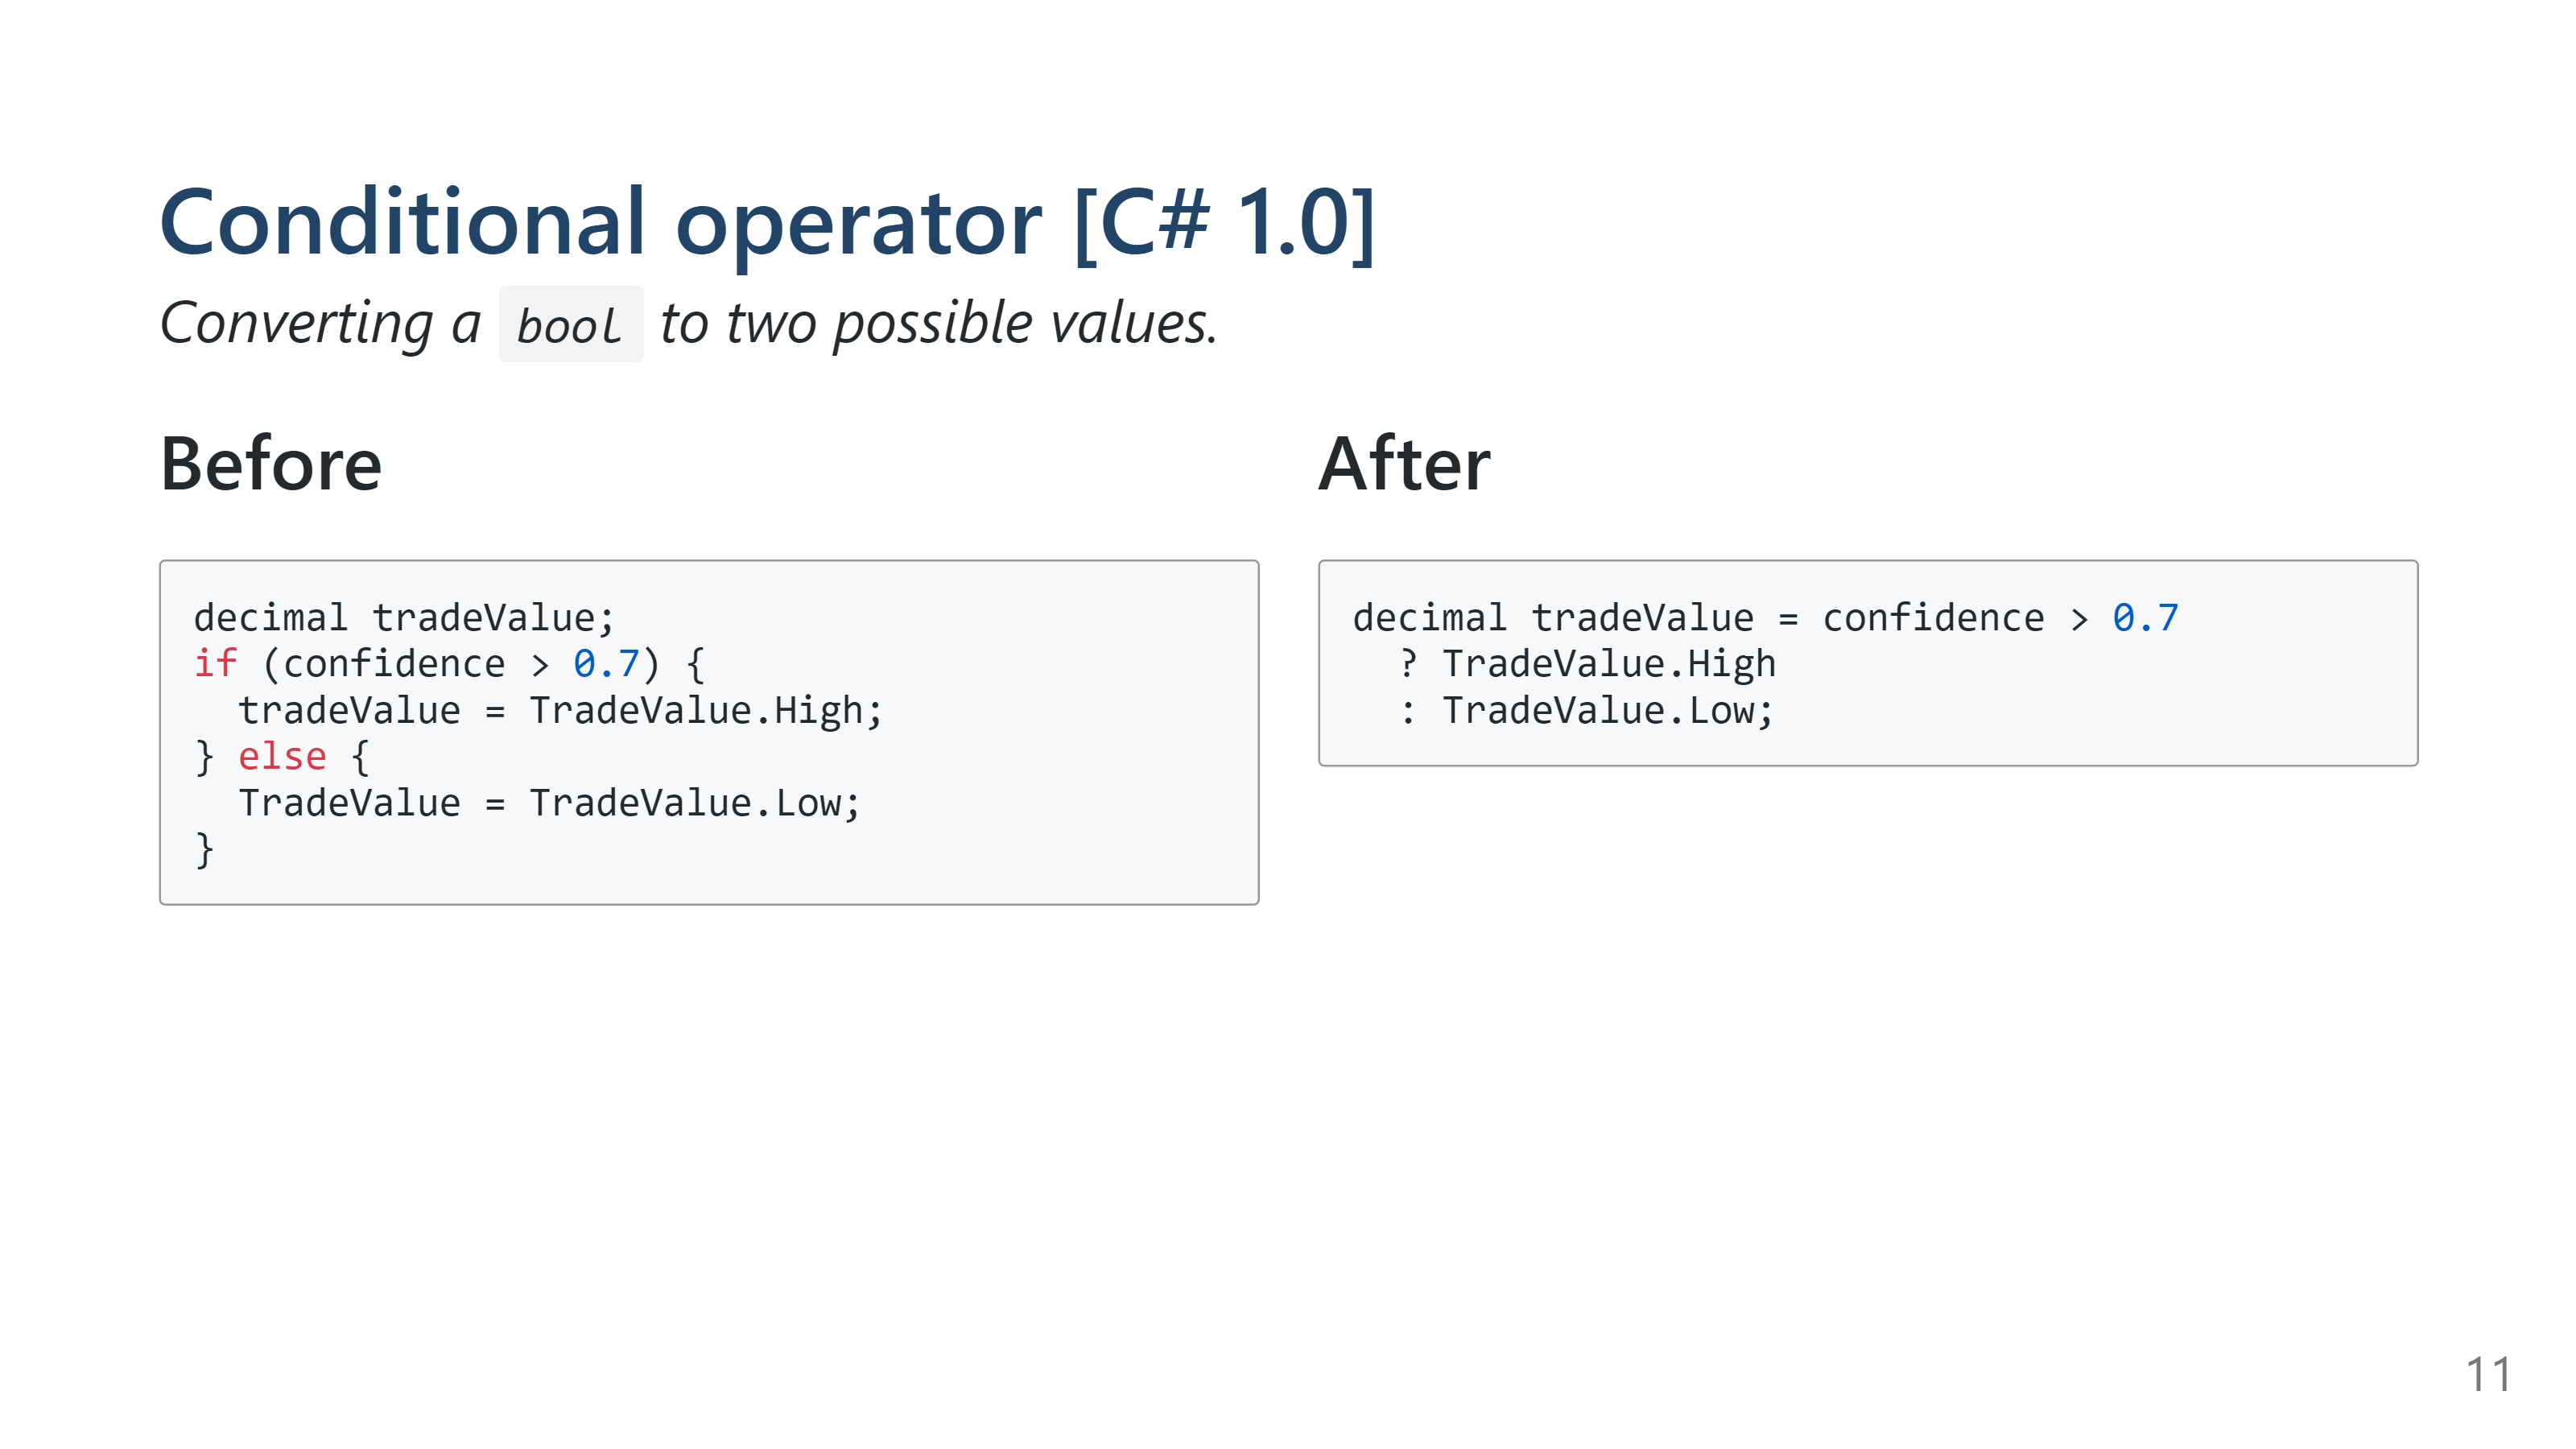 Conditional operator [C# 1.0]
Converting a bool to two possible values.
Before
decimal tradeValue;
if (confidence > 0.7) {
  tradeValue = TradeValue.High;
} else {
  TradeValue = TradeValue.Low;
}
After
decimal tradeValue = confidence > 0.7
  ? TradeValue.High
  : TradeValue.Low;
11